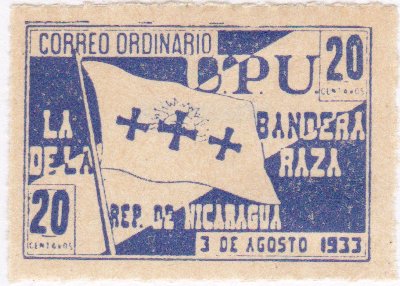 CORREO ORDINARIO
U.P.U
20
CENTAVOS
LA BANDERA
DE LA RAZA
20
CENTAVOS
REP. DE NICARAGUA
3 DE AGOSTO 1933